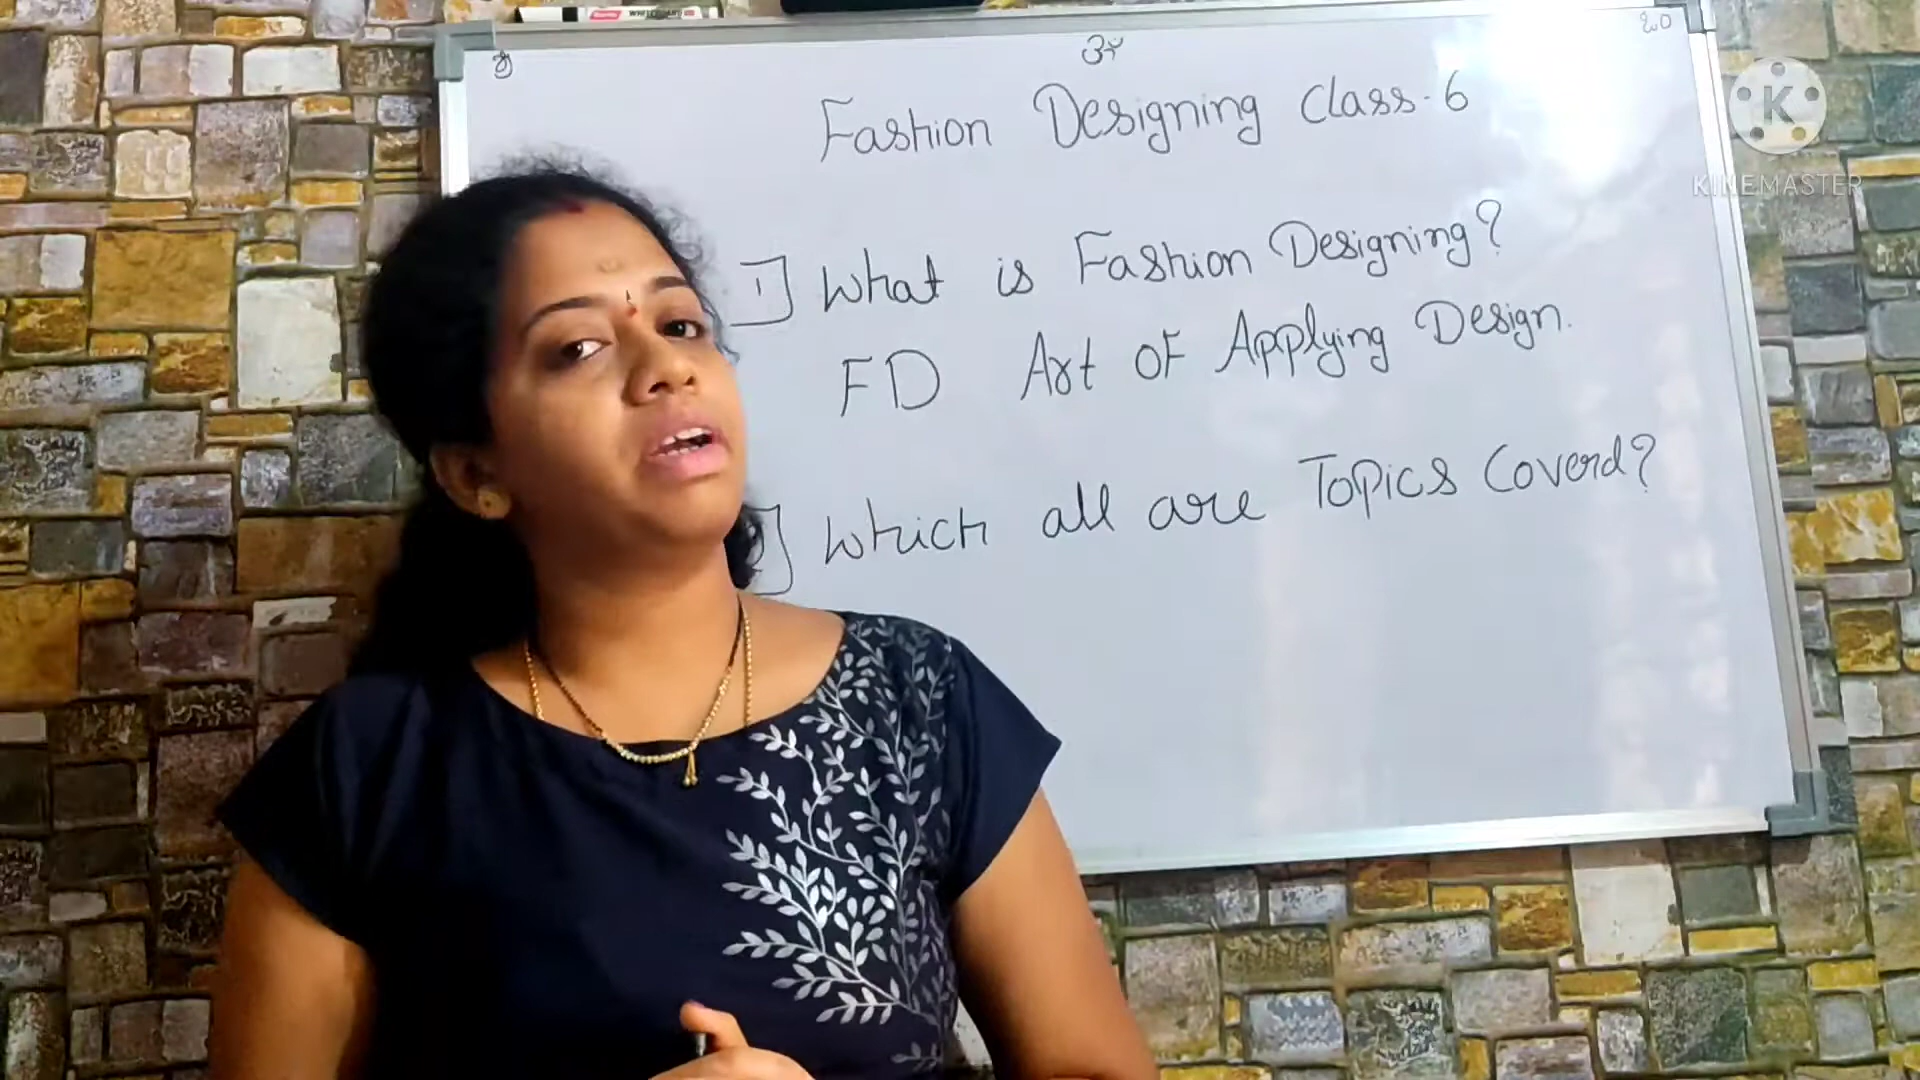 Fashion Designing Class-6
1] What is Fashion Designing?
FD Art of Applying Design.
] Which all are Topics Coverd?
K
KINEMASTER